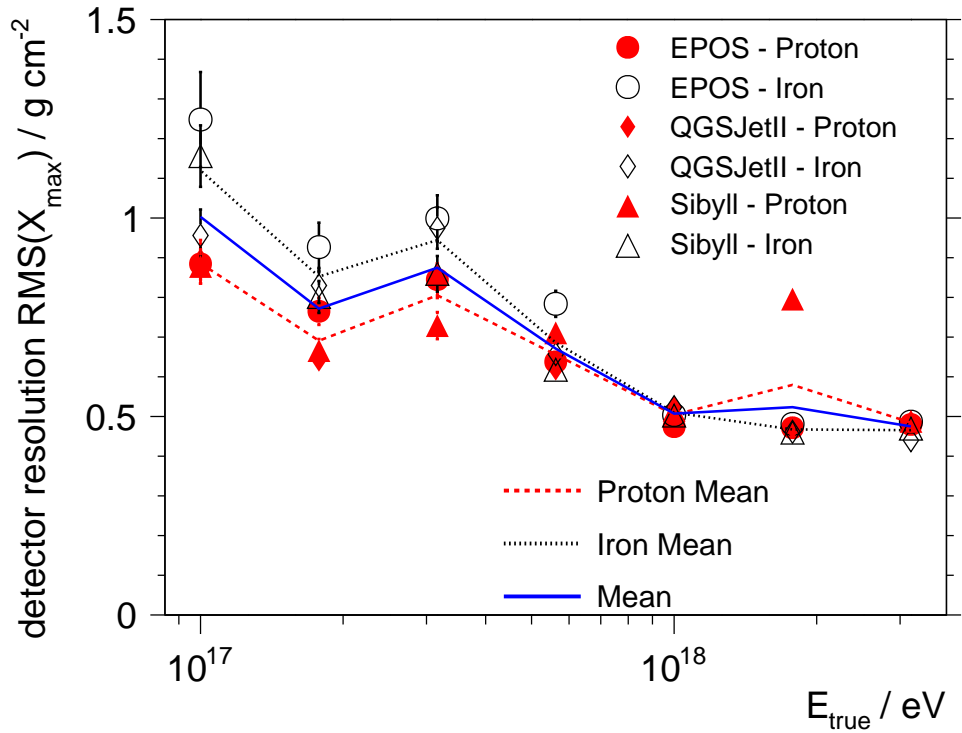 detector resolution RMS(X_max) / g cm^-2
1.5
1
0.5
0
EPOS - Proton
EPOS - Iron
QGSJetII - Proton
QGSJetII - Iron
Sibyll - Proton
Sibyll - Iron
Proton Mean
Iron Mean
Mean
10^17
10^18
E_true / eV